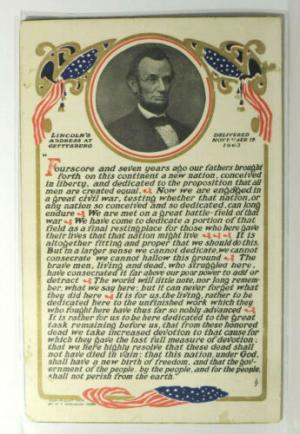 LINCOLN'S
ADDRESS AT
GETTYSBURG
DELIVERED
NOVEMBER 19
1863
"Fourscore and seven years ago our fathers brought
forth on this continent a new nation, conceived
in liberty, and dedicated to the proposition that all
men are created equal. Now we are engaged in
a great civil war, testing whether that nation, or
any nation so conceived and so dedicated, can long
endure We are met on a great battle-field of that
war We have come to dedicate a portion of that
field as a final resting place for those who here gave
their lives that that nation might live It is
altogether fitting and proper that we should do this.
But in a larger sense we cannot dedicate, we cannot
consecrate we cannot hallow this ground The
brave men, living and dead, who struggled here,
have consecrated it far above our poor power to add or
detract The world will little note, nor long remem-
ber, what we say here; but it can never forget what
they did here It is for us, the living, rather to be
dedicated here to the unfinished work which they
who fought here have thus far so nobly advanced
It is rather for us to be here dedicated to the great
task remaining before us, that from these honored
dead we take increased devotion to that cause for
which they gave the last full measure of devotion;
that we here highly resolve that these dead shall
not have died in vain; that this nation, under God,
shall have a new birth of freedom, and that the gov-
ernment of the people, by the people, and for the people,
shall not perish from the earth."